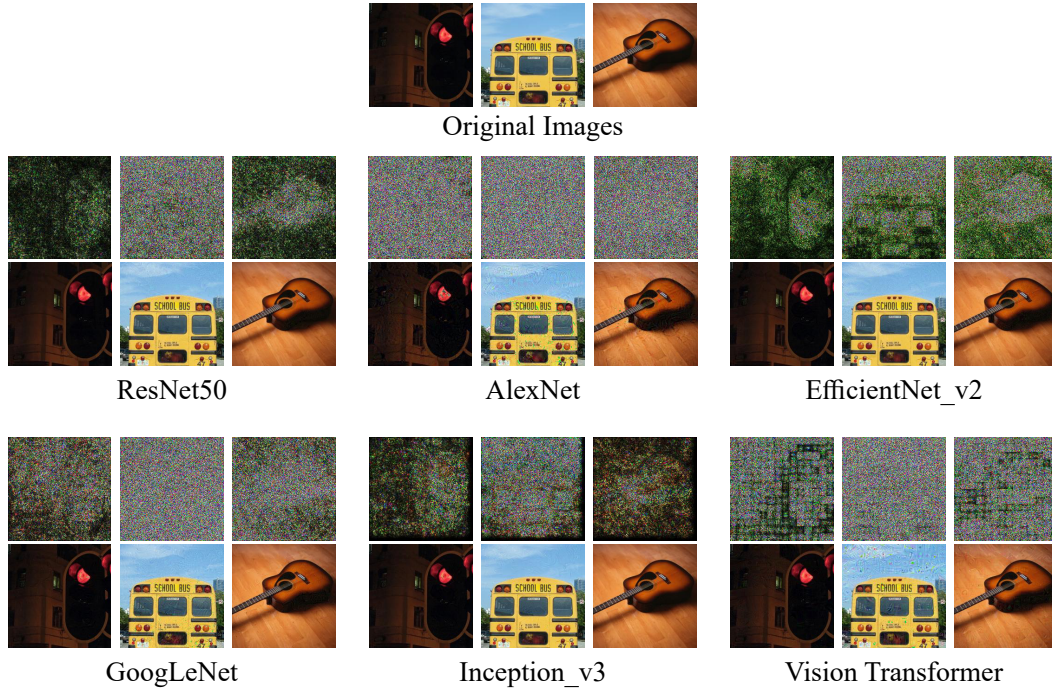 SCHOOL BUS
Original Images
SCHOOL BUS
SCHOOL BUS
SCHOOL BUS
ResNet50
AlexNet
EfficientNet_v2
SCHOOL BUS
SCHOOL BUS
SCHOOL BUS
GoogLeNet
Inception_v3
Vision Transformer